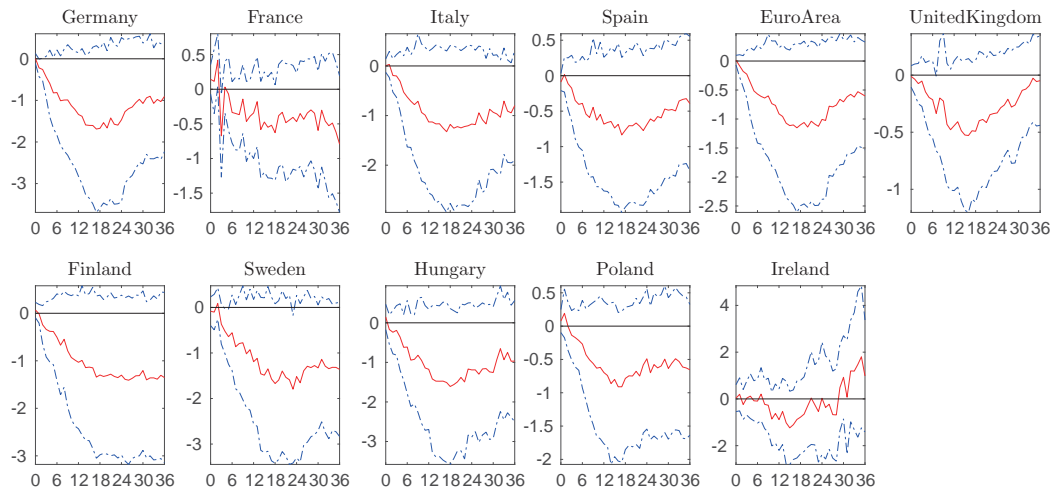 Germany France Italy Spain EuroArea UnitedKingdom
0 -1 -2 -3
0.5 0 -0.5 -1 -1.5
0 -2
0.5 0 -0.5 -1 -1.5
0 -0.5 -1 -1.5 -2 -2.5
0 -0.5 -1
0 6 12 18 24 30 36 0 6 12 18 24 30 36 0 6 12 18 24 30 36 0 6 12 18 24 30 36 0 6 12 18 24 30 36 0 6 12 18 24 30 36
Finland Sweden Hungary Poland Ireland
0 -1 -2 -3
0 -1 -2 -3
0 -1 -2 -3
0.5 0 -0.5 -1 -1.5 -2
4 2 0 -2
0 6 12 18 24 30 36 0 6 12 18 24 30 36 0 6 12 18 24 30 36 0 6 12 18 24 30 36 0 6 12 18 24 30 36